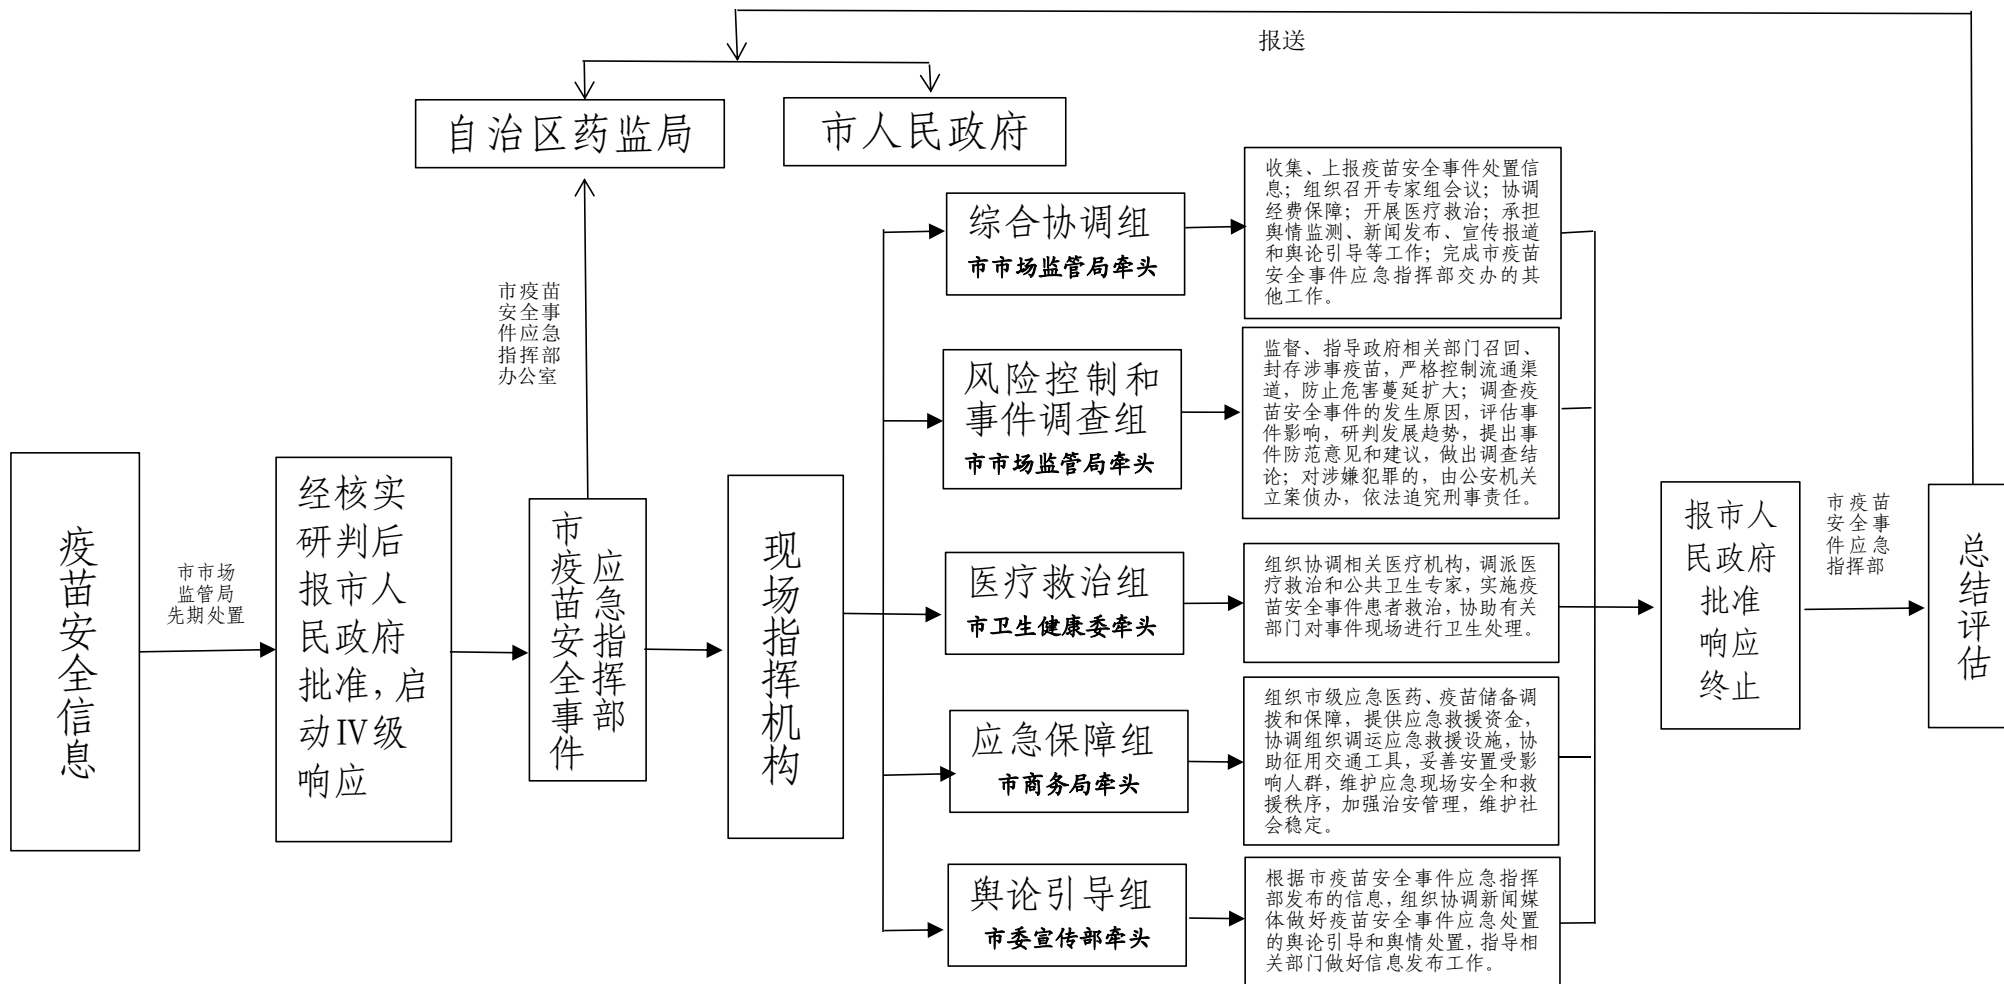 报送
自治区药监局
市人民政府
市疫苗
安全事
件应急
指挥部
办公室
疫苗安全信息
市市场
监管局
先期处置
经核实
研判后
报市人
民政府
批准，启
动IV级
响应
市疫苗安全事件
应急指挥部
现场指挥机构
综合协调组
市市场监管局牵头
收集、上报疫苗安全事件处置信
息；组织召开专家组会议；协调
经费保障；开展医疗救治；承担
舆情监测、新闻发布、宣传报道
和舆论引导等工作；完成市疫苗
安全事件应急指挥部交办的其
他工作。
风险控制和
事件调查组
市市场监管局牵头
监督、指导政府相关部门召回、
封存涉事疫苗，严格控制流通渠
道，防止危害蔓延扩大；调查疫
苗安全事件的发生原因，评估事
件影响，研判发展趋势，提出事
件防范意见和建议，做出调查结
论；对涉嫌犯罪的，由公安机关
立案侦办，依法追究刑事责任。
医疗救治组
市卫生健康委牵头
组织协调相关医疗机构，调派医
疗救治和公共卫生专家，实施疫
苗安全事件患者救治，协助有关
部门对事件现场进行卫生处理。
应急保障组
市商务局牵头
组织市级应急医药、疫苗储备调
拨和保障，提供应急救援资金，
协调组织调运应急救援设施，协
助征用交通工具，妥善安置受影
响人群，维护应急现场安全和救
援秩序，加强治安管理，维护社
会稳定。
舆论引导组
市委宣传部牵头
根据市疫苗安全事件应急指挥
部发布的信息，组织协调新闻媒
体做好疫苗安全事件应急处置
的舆论引导和舆情处置，指导相
关部门做好信息发布工作。
报市人
民政府
批准
响应
终止
市疫苗
安全事
件应急
指挥部
总结评估